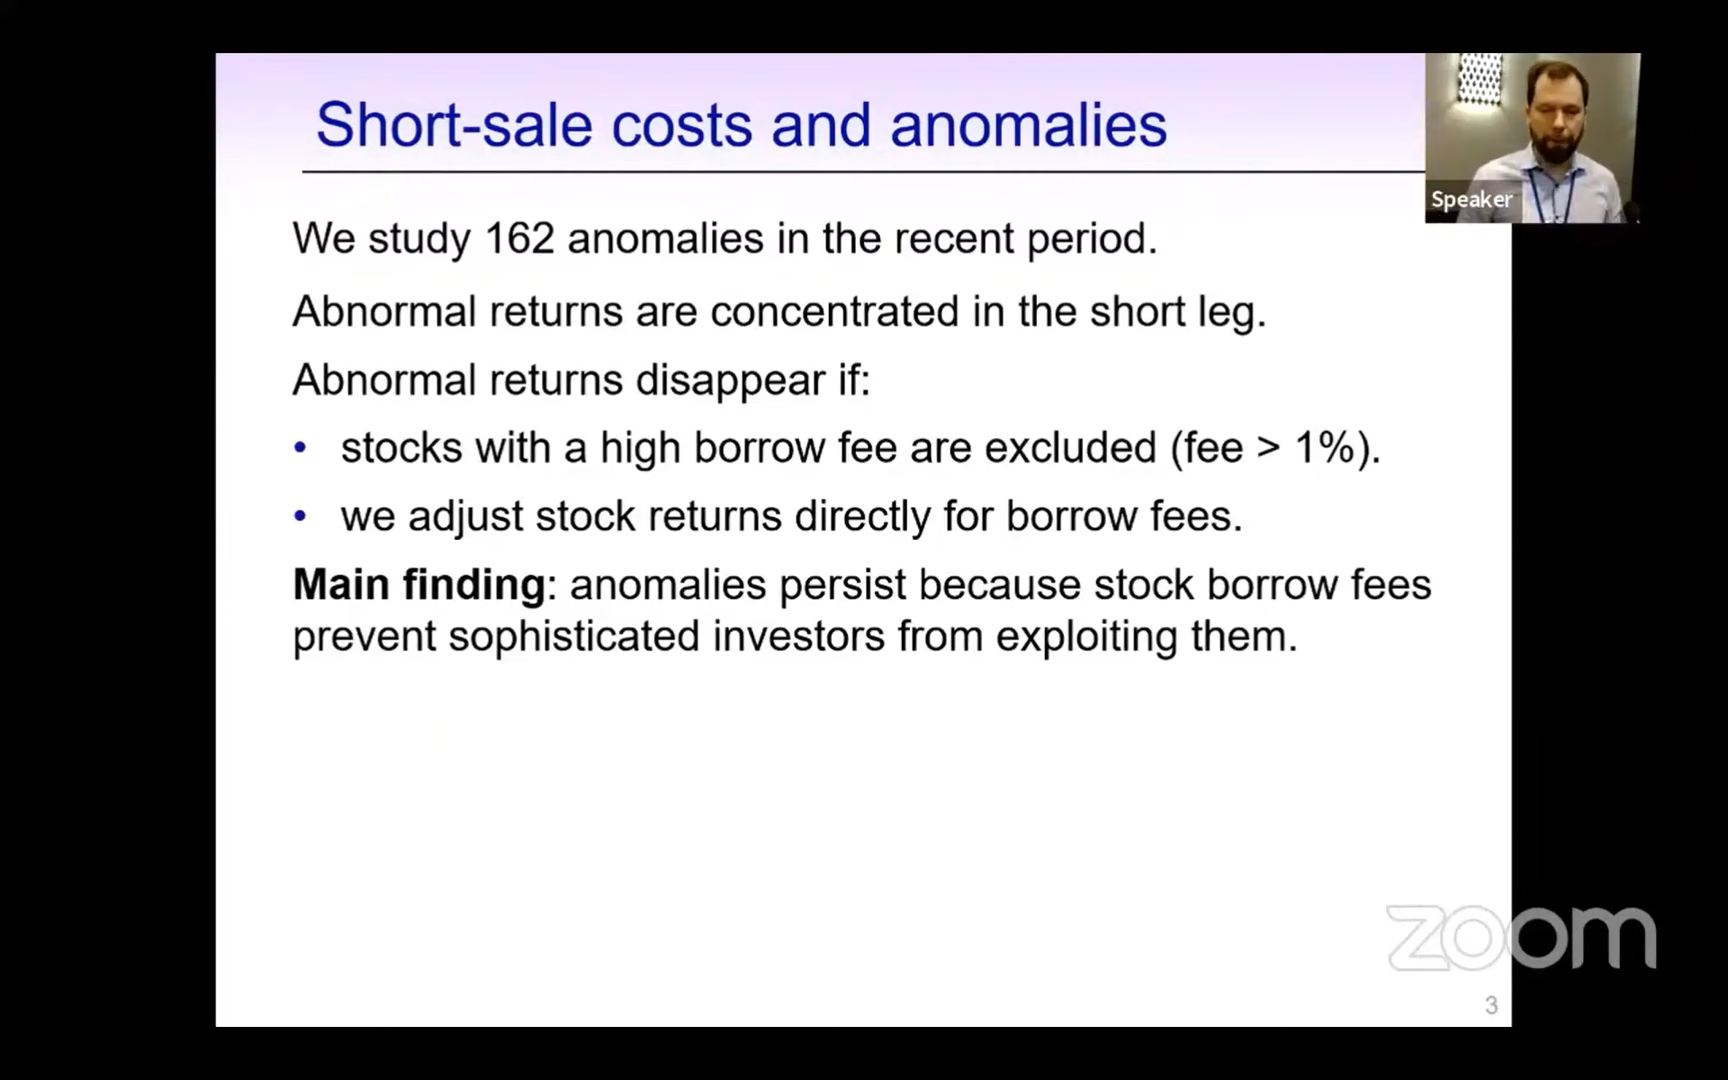 Short-sale costs and anomalies
Speaker
We study 162 anomalies in the recent period.
Abnormal returns are concentrated in the short leg.
Abnormal returns disappear if:
• stocks with a high borrow fee are excluded (fee > 1%).
• we adjust stock returns directly for borrow fees.
Main finding: anomalies persist because stock borrow fees
prevent sophisticated investors from exploiting them.
zoom
3